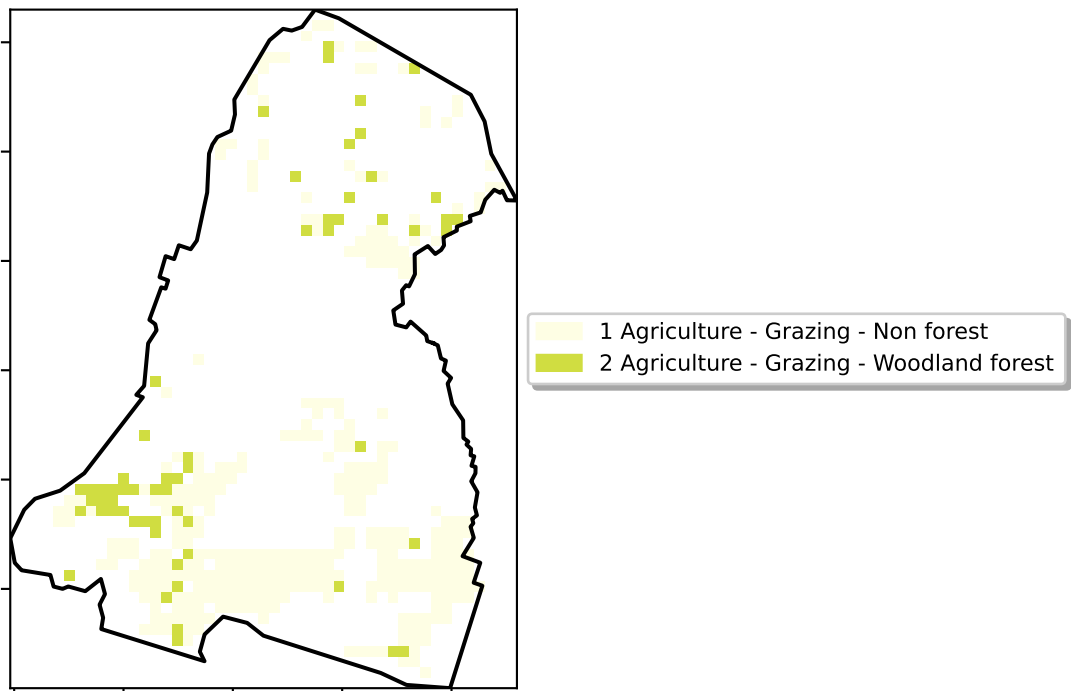 1 Agriculture - Grazing - Non forest
2 Agriculture - Grazing - Woodland forest